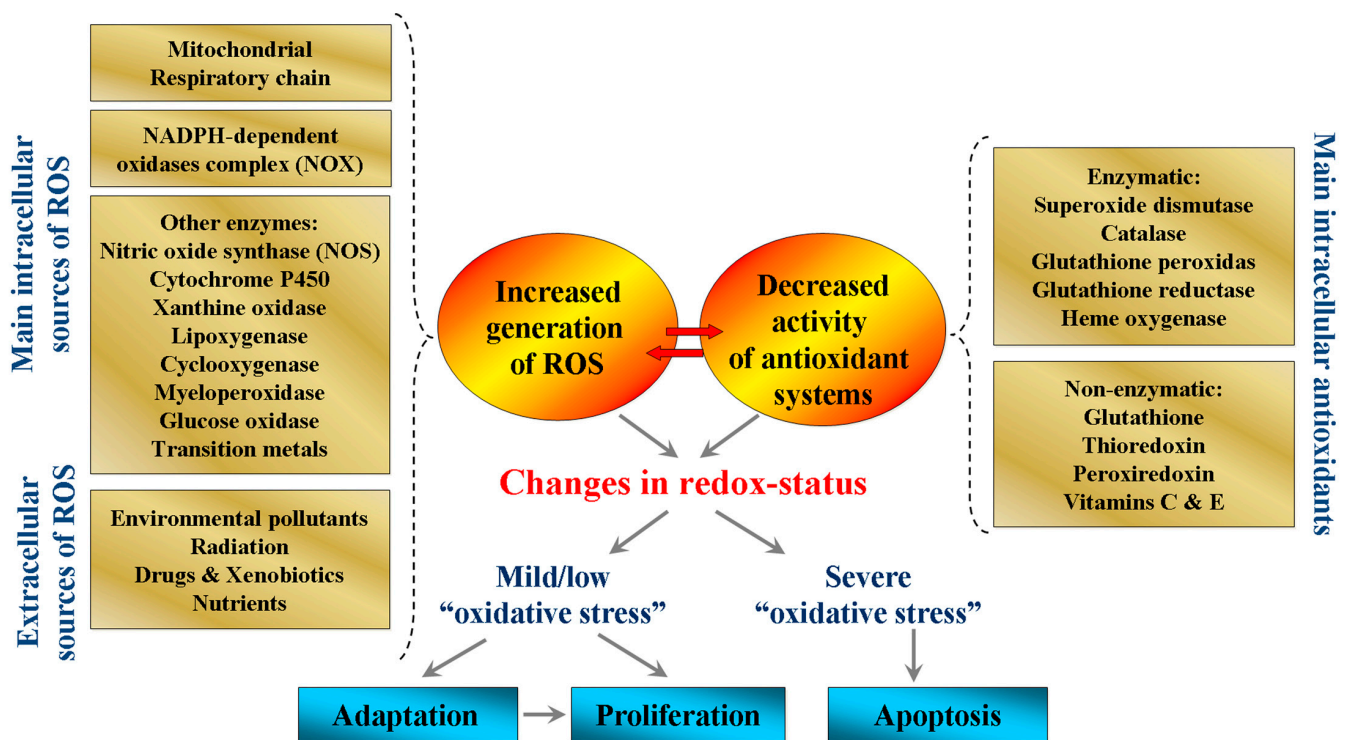 Main intracellular
sources of ROS
Mitochondrial
Respiratory chain
NADPH-dependent
oxidases complex (NOX)
Other enzymes:
Nitric oxide synthase (NOS)
Cytochrome P450
Xanthine oxidase
Lipoxygenase
Cyclooxygenase
Myeloperoxidase
Glucose oxidase
Transition metals
Extracellular
sources of ROS
Environmental pollutants
Radiation
Drugs & Xenobiotics
Nutrients
Increased
generation
of ROS
Decreased
activity
of antioxidant
systems
Main intracellular antioxidants
Enzymatic:
Superoxide dismutase
Catalase
Glutathione peroxidas
Glutathione reductase
Heme oxygenase
Non-enzymatic:
Glutathione
Thioredoxin
Peroxiredoxin
Vitamins C & E
Changes in redox-status
Mild/low
“oxidative stress”
Severe
“oxidative stress”
Adaptation
Proliferation
Apoptosis